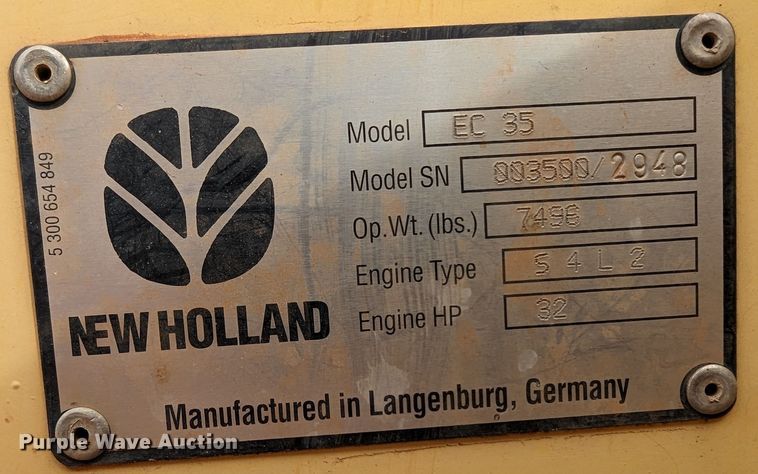 5 300 654 849
NEW HOLLAND
Model EC 35
Model SN 003500/2948
Op.Wt. (lbs.) 7496
Engine Type S4L2
Engine HP 32
Manufactured in Langenburg, Germany
Purple Wave Auction